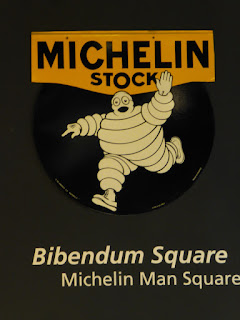 MICHELIN
STOCK
Bibendum Square
Michelin Man Square